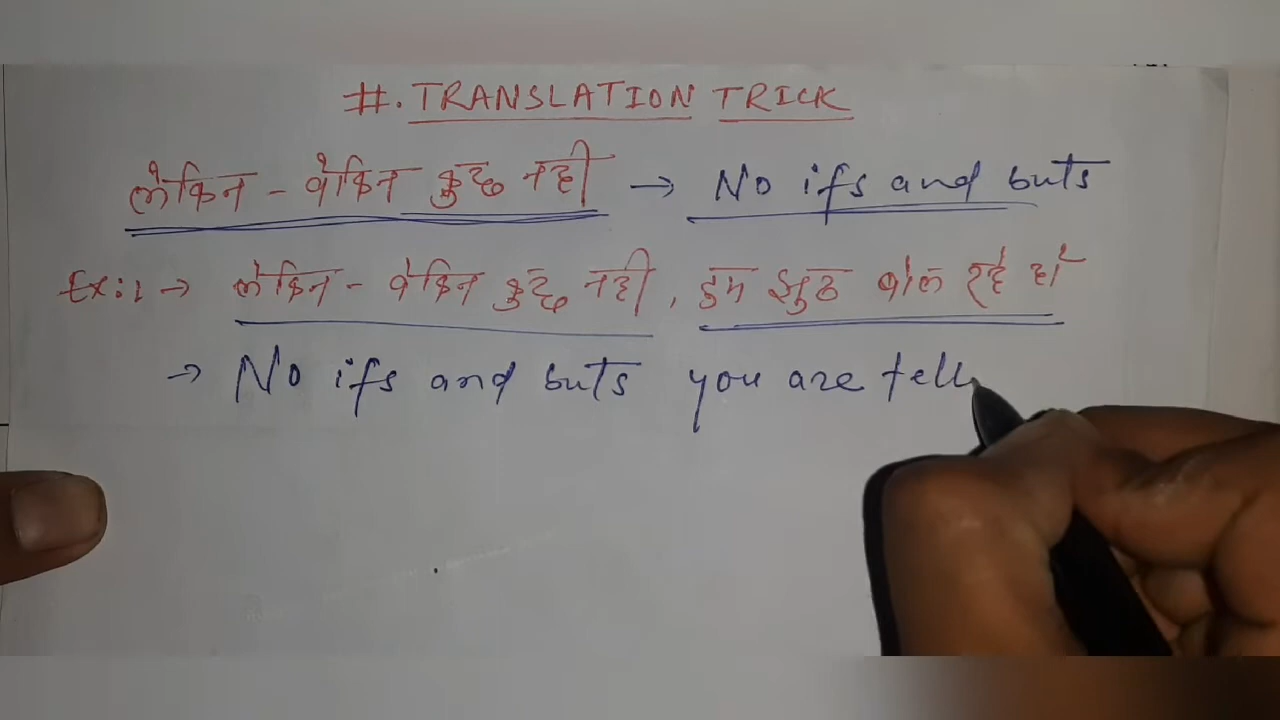 #. TRANSLATION TRICK
लेकिन - वेकिन कुछ नही → No ifs and buts
Ex:1 → लेकिन - वेकिन कुछ नही, तुम झुठ बोल रहे हो
→ No ifs and buts you are tell